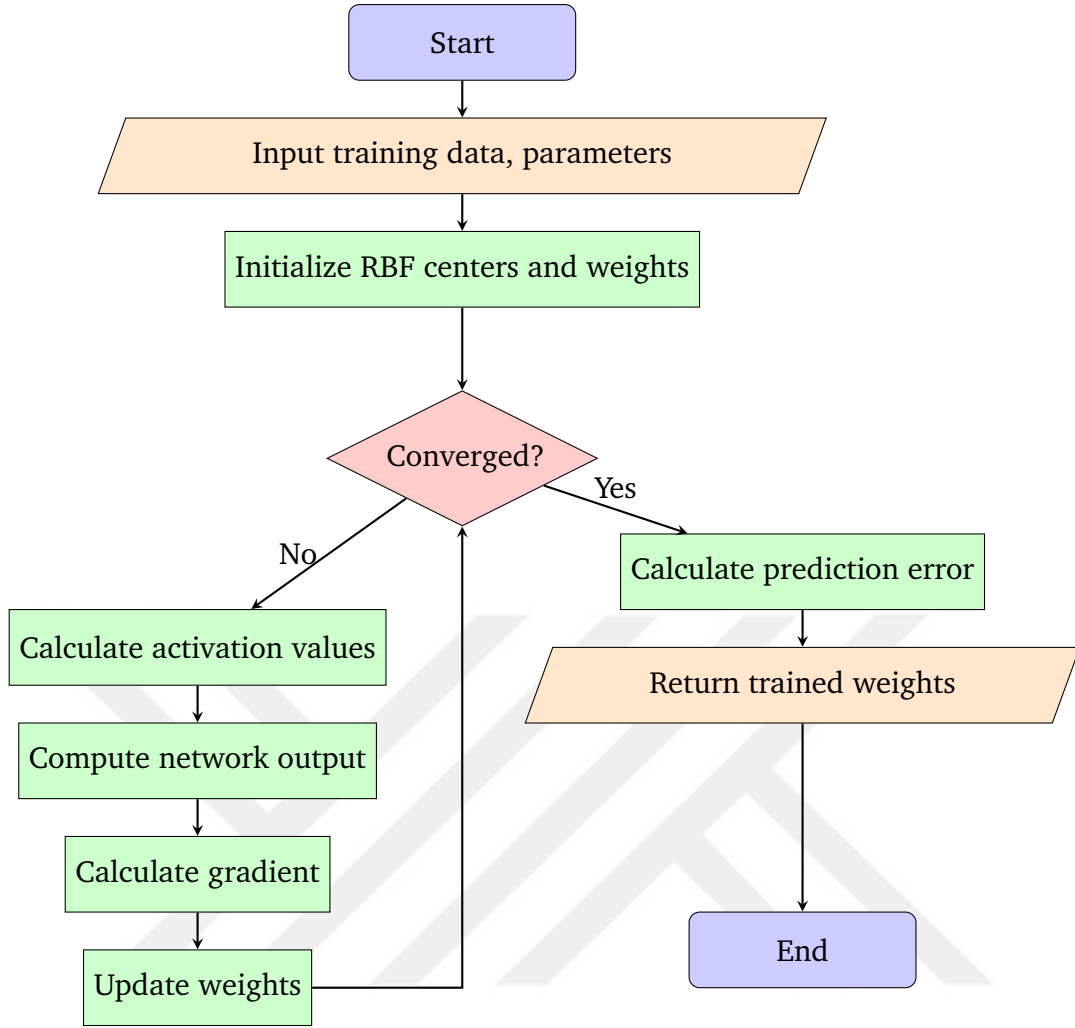 Start
Input training data, parameters
Initialize RBF centers and weights
Converged?
Yes
No
Calculate prediction error
Calculate activation values
Return trained weights
Compute network output
Calculate gradient
Update weights
End